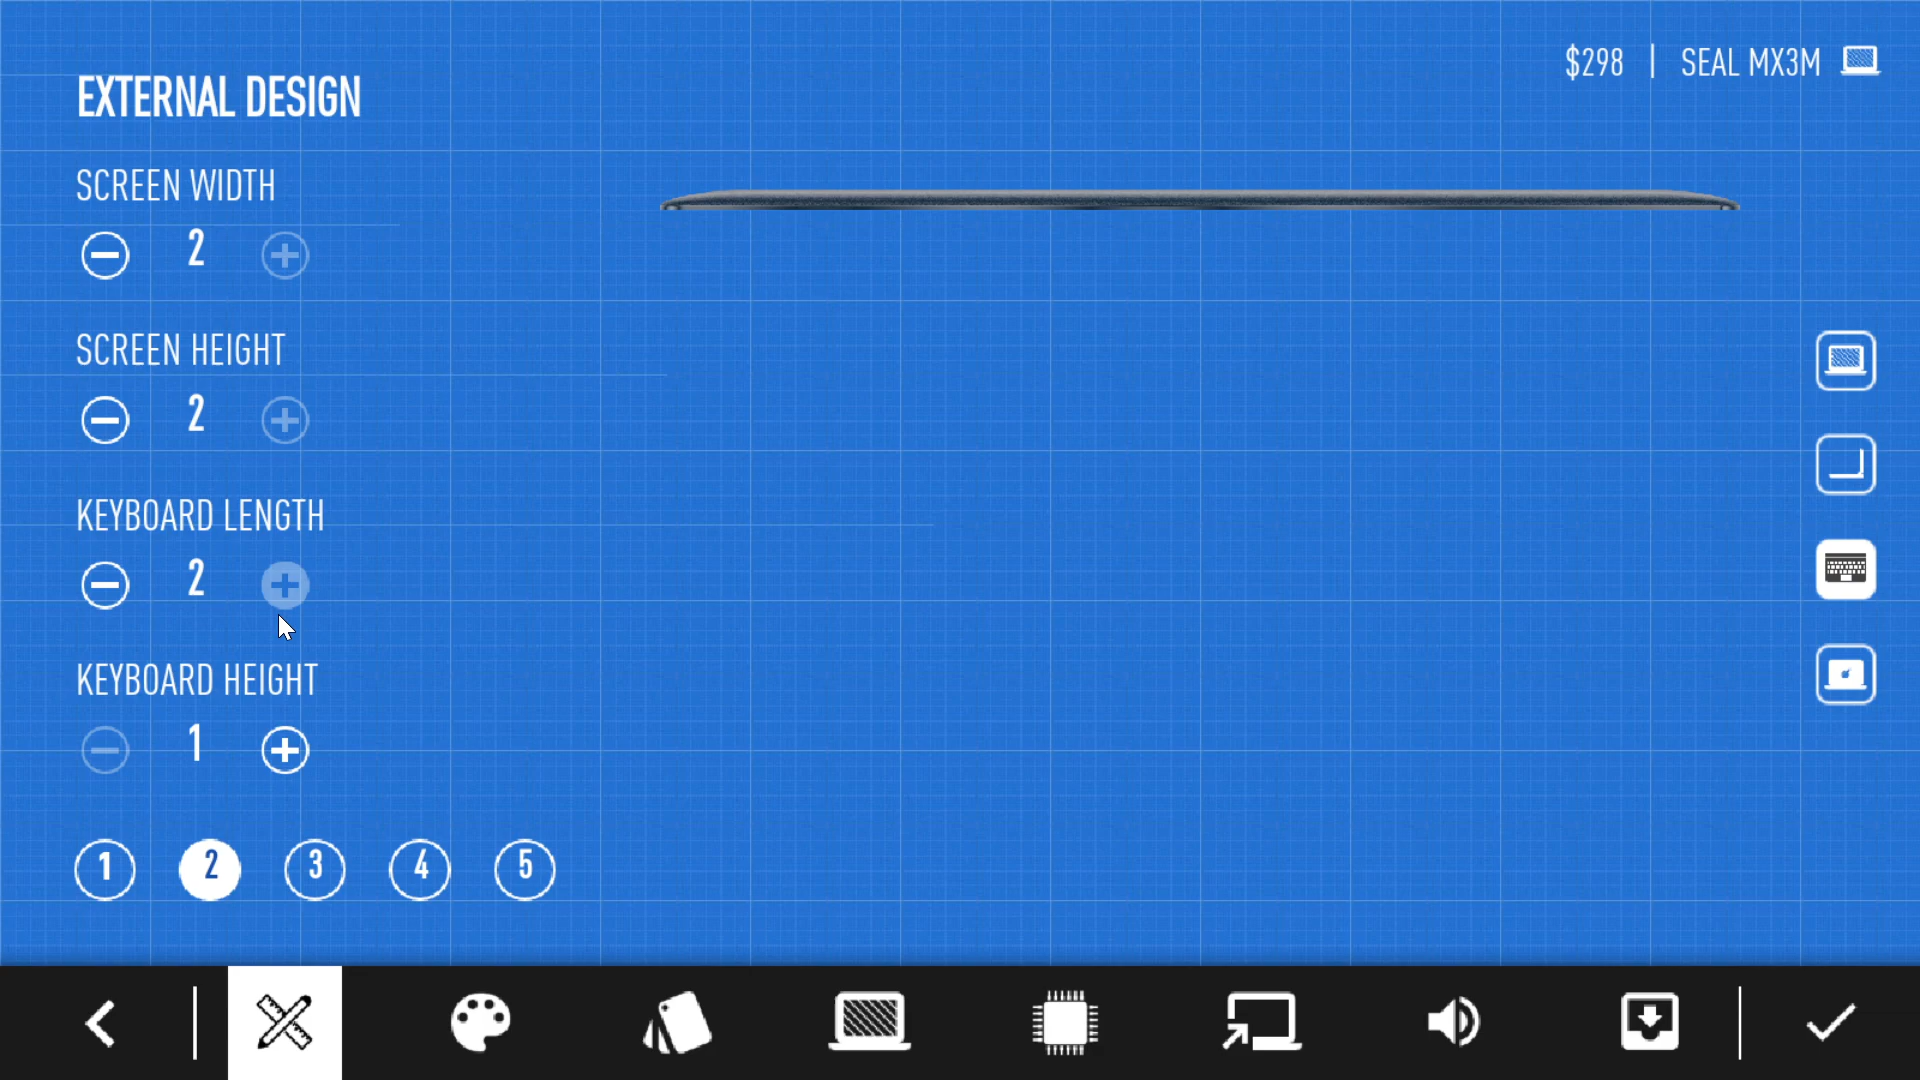 $298 | SEAL MX3M
EXTERNAL DESIGN
SCREEN WIDTH
2
SCREEN HEIGHT
2
KEYBOARD LENGTH
2
KEYBOARD HEIGHT
1
1 2 3 4 5